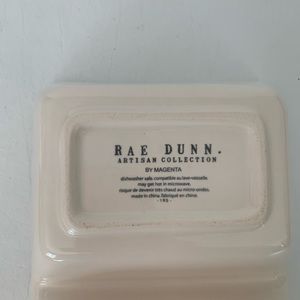 RAE DUNN.
ARTISAN COLLECTION
BY MAGENTA
dishwasher safe. compatible au lave-vaisselle.
may get hot in microwave.
risque de devenir très chaud au micro-ondes.
made in china. fabriqué en chine.